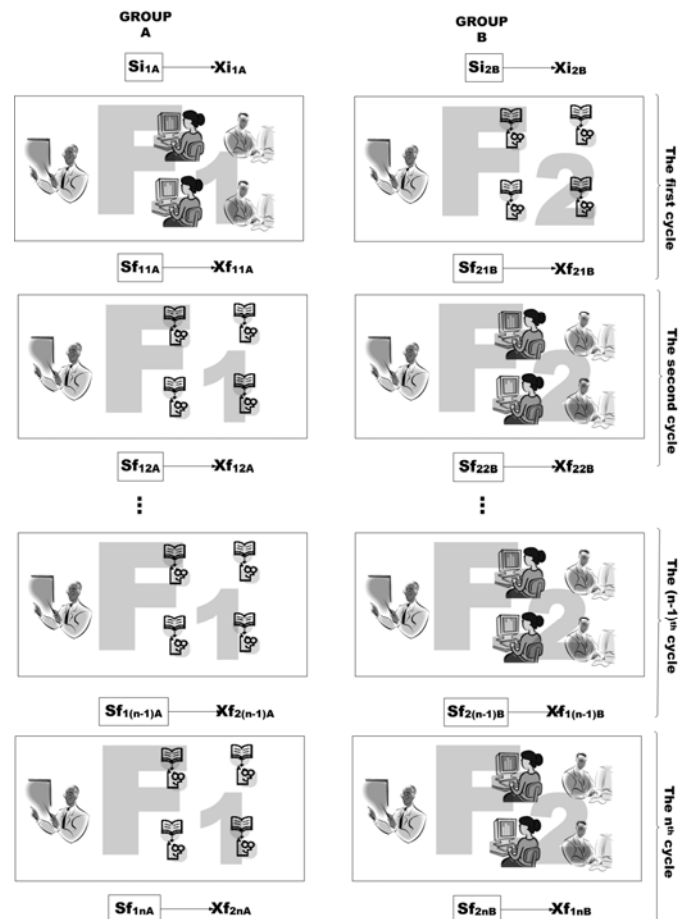 GROUP
A
GROUP
B
Si1A Xi1A
Si2B Xi2B
F1
F2
The first cycle
Sf11A Xf11A
Sf21B Xf21B
F1
F2
The second cycle
Sf12A Xf12A
Sf22B Xf22B
⋮
⋮
F1
F2
The (n-1)th cycle
Sf1(n-1)A Xf2(n-1)A
Sf2(n-1)B Xf1(n-1)B
F1
F2
The nth cycle
Sf1nA Xf2nA
Sf2nB Xf1nB